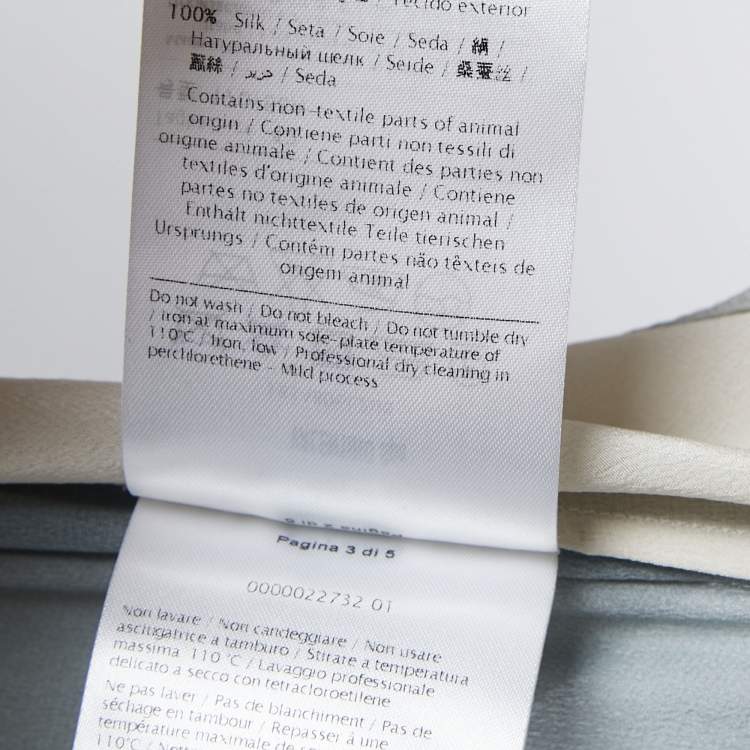 Tecido exterior
100% Silk / Seta / Soie / Seda / 絹 /
Натуральный шелк / Seide / 桑蚕丝 /
蠶絲 / حرير / Seda
Contains non-textile parts of animal
origin / Contiene parti non tessili di
origine animale / Contient des parties non
textiles d'origine animale / Contiene
partes no textiles de origen animal /
Enthält nichttextile Teile tierischen
Ursprungs / Contém partes não têxteis de
origem animal
Do not wash / Do not bleach / Do not tumble dry
/ Iron at maximum sole-plate temperature of
110°C / Iron, low / Professional dry cleaning in
perchlorethene - Mild process
Pagina 3 di 5
0000022732 01
Non lavare / Non candeggiare / Non usare
asciugatrice a tamburo / Stirare a temperatura
massima 110 °C / Lavaggio professionale
delicato a secco con tetracloroetilene
Ne pas laver / Pas de blanchiment / Pas de
séchage en tambour / Repasser à une
température maximale de
110°C /